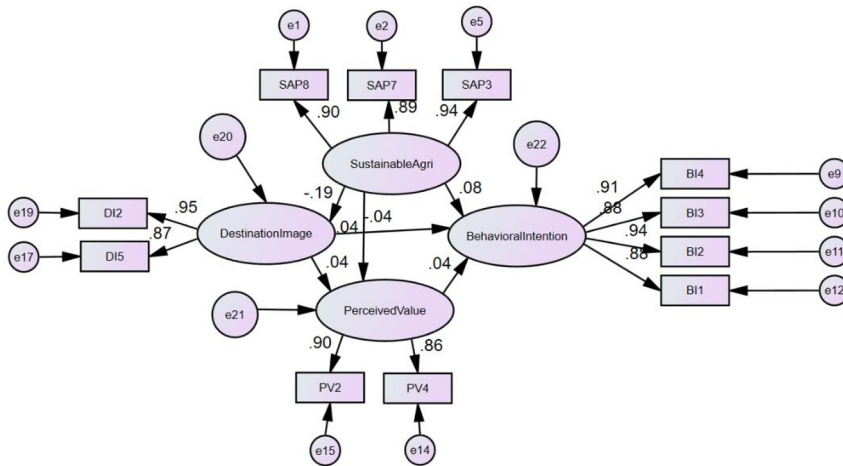 e1
e2
e5
SAP8
SAP7
SAP3
.90
.89
.94
e20
e22
SustainableAgri
BI4
e9
.91
-.19
.08
e19
DI2
.95
.88
BI3
e10
DestinationImage
.04
-.04
BehavioralIntention
.94
e17
DI5
.87
BI2
e11
.88
.04
.04
BI1
e12
e21
PerceivedValue
.90
.86
PV2
PV4
e15
e14